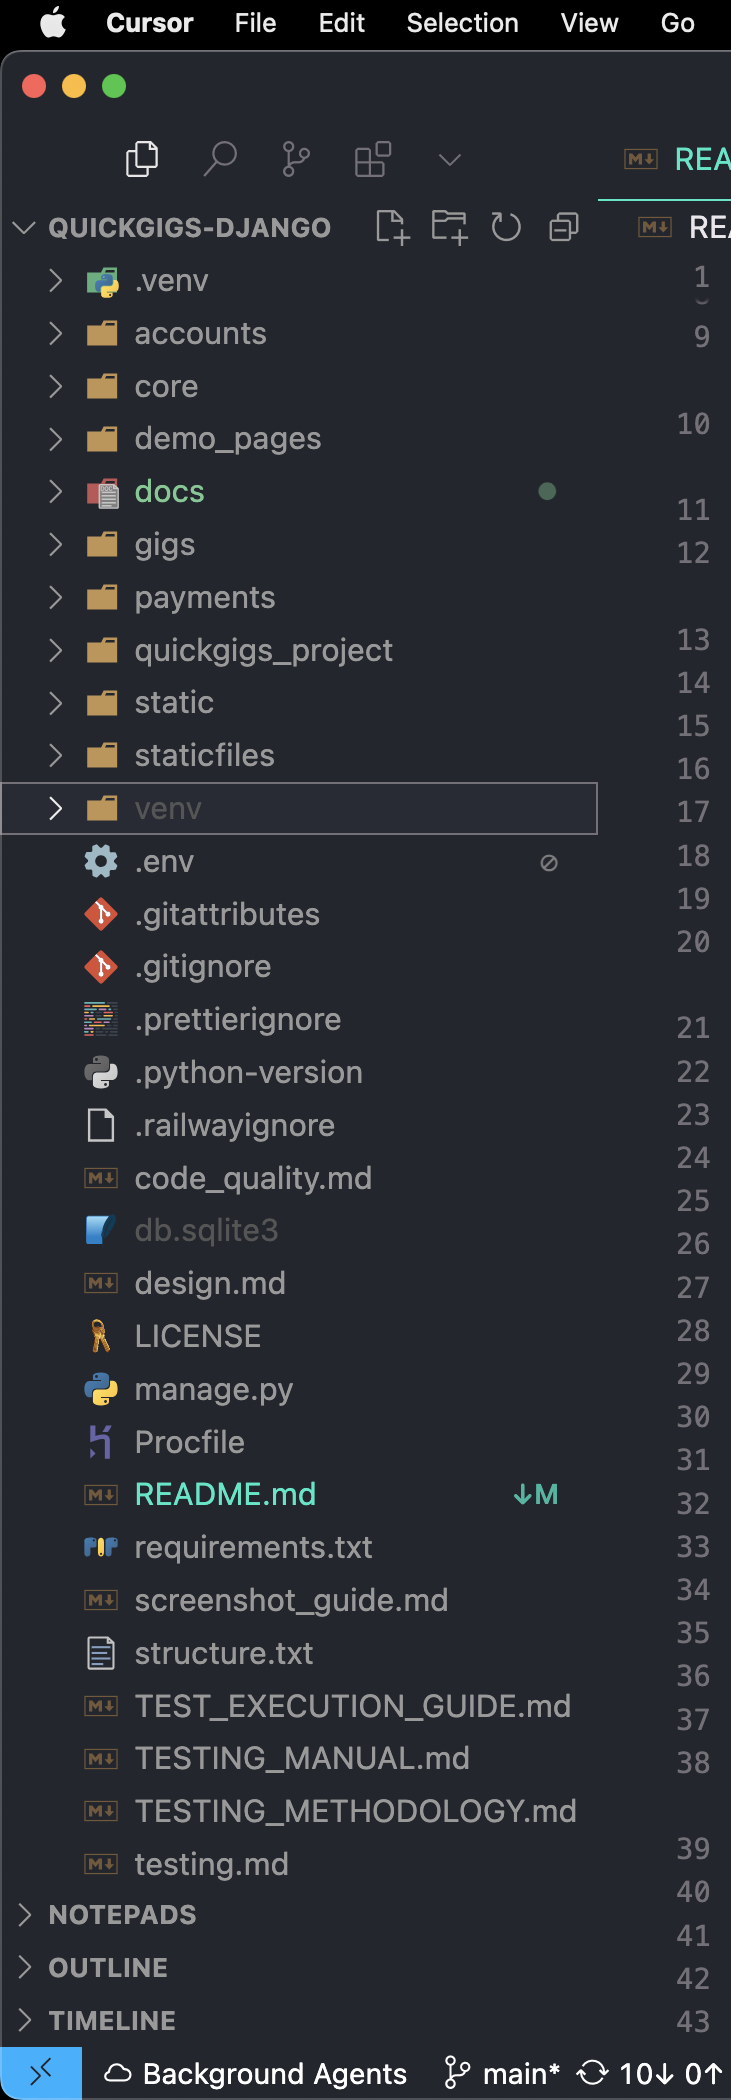 Cursor File Edit Selection View Go
REA
QUICKGIGS-DJANGO
REA
.venv
accounts
core
demo_pages
docs
gigs
payments
quickgigs_project
static
staticfiles
venv
.env
.gitattributes
.gitignore
.prettierignore
.python-version
.railwayignore
code_quality.md
db.sqlite3
design.md
LICENSE
manage.py
Procfile
README.md ↓M
requirements.txt
screenshot_guide.md
structure.txt
TEST_EXECUTION_GUIDE.md
TESTING_MANUAL.md
TESTING_METHODOLOGY.md
testing.md
NOTEPADS
OUTLINE
TIMELINE
1
9
10
11
12
13
14
15
16
17
18
19
20
21
22
23
24
25
26
27
28
29
30
31
32
33
34
35
36
37
38
39
40
41
42
43
Background Agents main* 10↓ 0↑